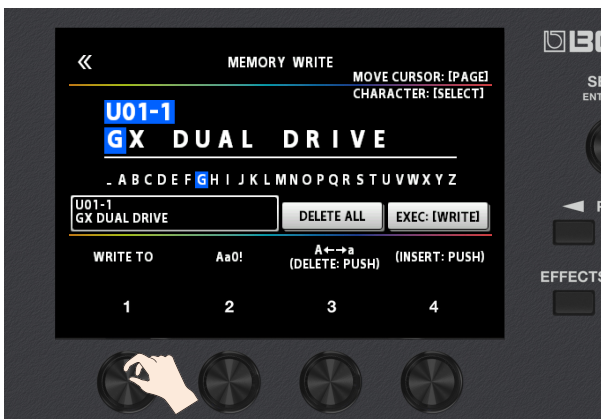 «
MEMORY WRITE
MOVE CURSOR: [PAGE]
CHARACTER: [SELECT]
U01-1
GX DUAL DRIVE
_ A B C D E F G H I J K L M N O P Q R S T U V W X Y Z
U01-1
GX DUAL DRIVE
DELETE ALL
EXEC: [WRITE]
WRITE TO
Aa0!
A←→a
(DELETE: PUSH)
(INSERT: PUSH)
1 2 3 4
EFFECTS